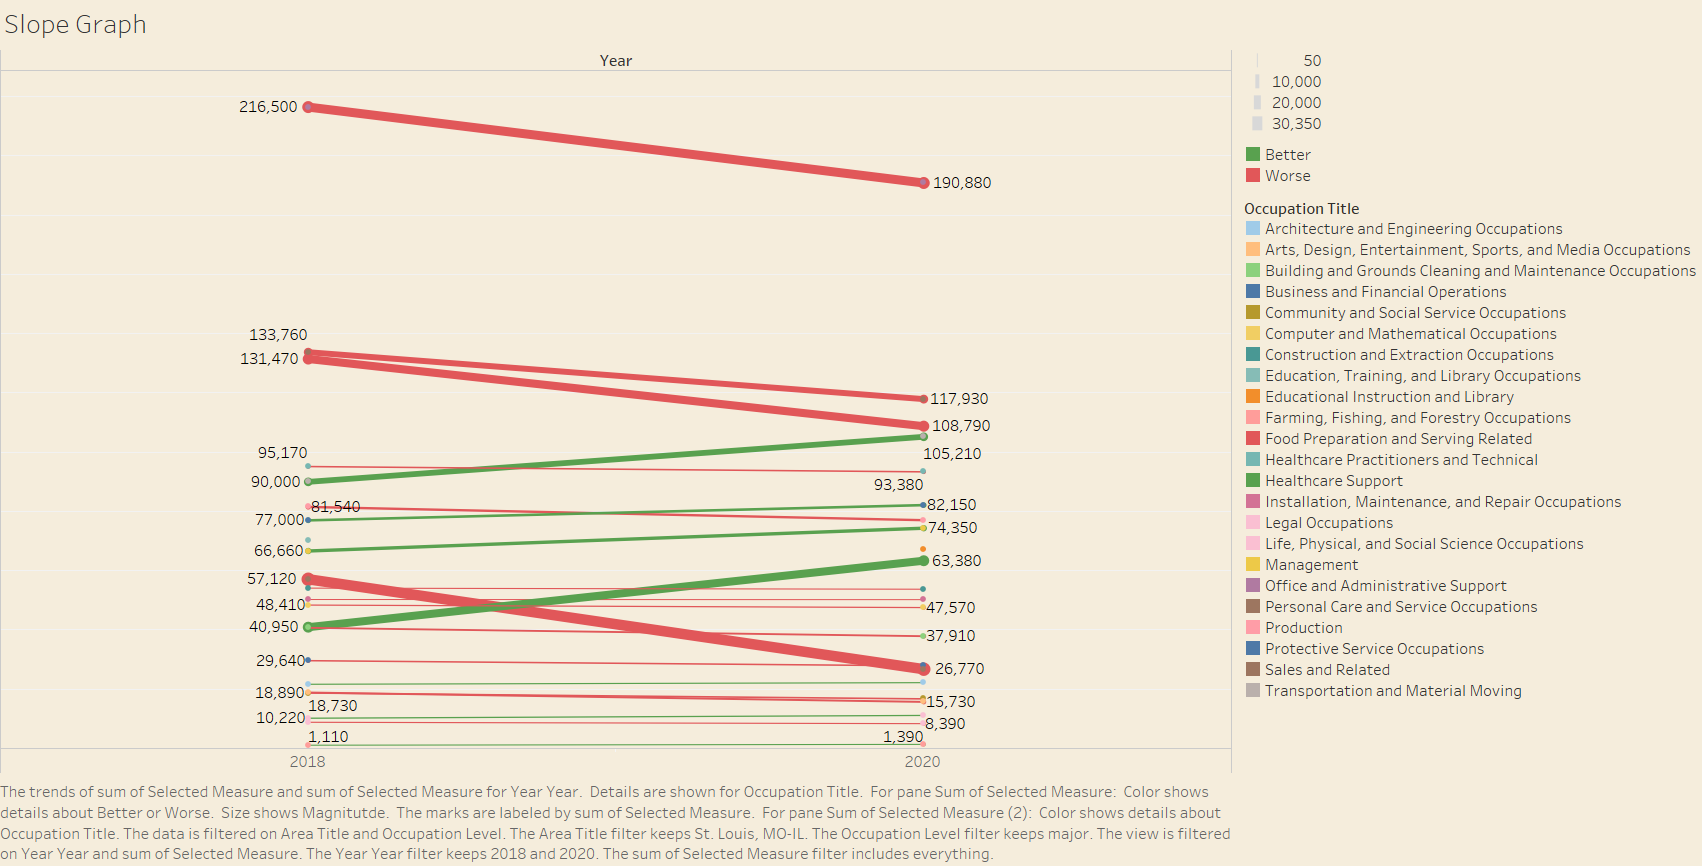 Slope Graph
Year
216,500
190,880
133,760
131,470
117,930
108,790
105,210
95,170
90,000
93,380
81,540
77,000
82,150
74,350
66,660
63,380
57,120
48,410
47,570
40,950
37,910
29,640
26,770
18,890
18,730
15,730
10,220
8,390
1,110
1,390
2018
2020
50
10,000
20,000
30,350
Better
Worse
Occupation Title
Architecture and Engineering Occupations
Arts, Design, Entertainment, Sports, and Media Occupations
Building and Grounds Cleaning and Maintenance Occupations
Business and Financial Operations
Community and Social Service Occupations
Computer and Mathematical Occupations
Construction and Extraction Occupations
Education, Training, and Library Occupations
Educational Instruction and Library
Farming, Fishing, and Forestry Occupations
Food Preparation and Serving Related
Healthcare Practitioners and Technical
Healthcare Support
Installation, Maintenance, and Repair Occupations
Legal Occupations
Life, Physical, and Social Science Occupations
Management
Office and Administrative Support
Personal Care and Service Occupations
Production
Protective Service Occupations
Sales and Related
Transportation and Material Moving
The trends of sum of Selected Measure and sum of Selected Measure for Year Year.  Details are shown for Occupation Title.  For pane Sum of Selected Measure:  Color shows
details about Better or Worse.  Size shows Magnitutde.  The marks are labeled by sum of Selected Measure.  For pane Sum of Selected Measure (2):  Color shows details about
Occupation Title. The data is filtered on Area Title and Occupation Level. The Area Title filter keeps St. Louis, MO-IL. The Occupation Level filter keeps major. The view is filtered
on Year Year and sum of Selected Measure. The Year Year filter keeps 2018 and 2020. The sum of Selected Measure filter includes everything.